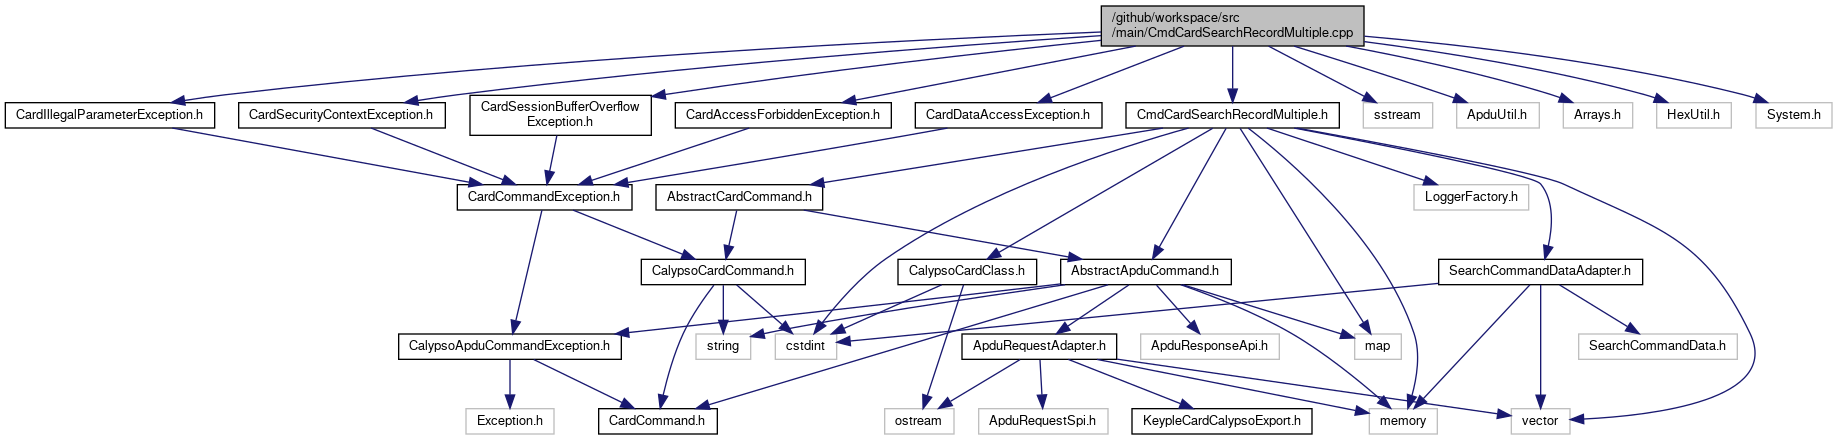 /github/workspace/src
/main/CmdCardSearchRecordMultiple.cpp
CardIllegalParameterException.h
CardSecurityContextException.h
CardSessionBufferOverflow
Exception.h
CardAccessForbiddenException.h
CardDataAccessException.h
CmdCardSearchRecordMultiple.h
sstream
ApduUtil.h
Arrays.h
HexUtil.h
System.h
CardCommandException.h
AbstractCardCommand.h
LoggerFactory.h
CalypsoCardCommand.h
CalypsoCardClass.h
AbstractApduCommand.h
SearchCommandDataAdapter.h
CalypsoApduCommandException.h
string
cstdint
ApduRequestAdapter.h
ApduResponseApi.h
map
SearchCommandData.h
Exception.h
CardCommand.h
ostream
ApduRequestSpi.h
KeypleCardCalypsoExport.h
memory
vector